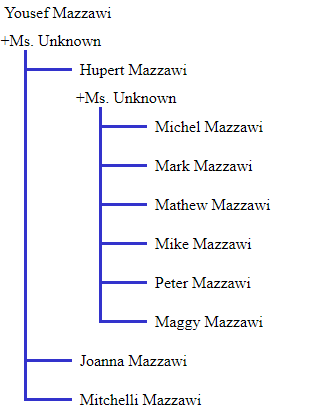 Yousef Mazzawi
+Ms. Unknown
Hupert Mazzawi
+Ms. Unknown
Michel Mazzawi
Mark Mazzawi
Mathew Mazzawi
Mike Mazzawi
Peter Mazzawi
Maggy Mazzawi
Joanna Mazzawi
Mitchelli Mazzawi